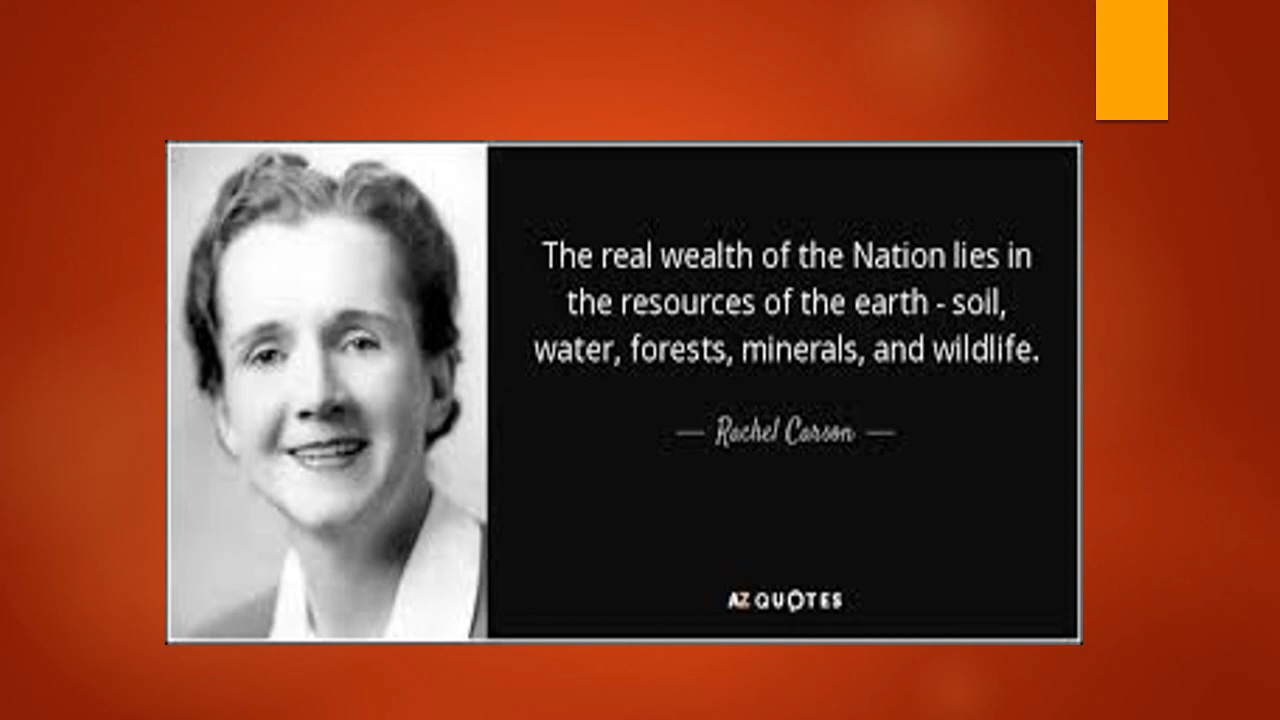 The real wealth of the Nation lies in
the resources of the earth - soil,
water, forests, minerals, and wildlife.
— Rachel Carson —
AZ QUOTES